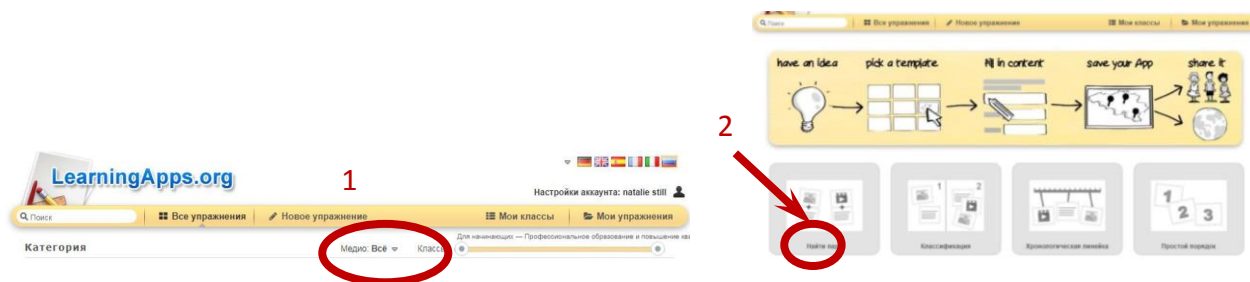 LearningApps.org
1
Настройки аккаунта: natalie still
Поиск
Все упражнения
Новое упражнение
Мои классы
Мои упражнения
Категория
Медио: Всё
Для начинающих — Профессиональное образование и повышение
Поиск
Все упражнения
Новое упражнение
Мои классы
Мои упражнения
have an idea
pick a template
fill in content
save your App
share it
2
1
2
1
2
3
Найти
Классификация
Хронологическая линейка
Простой порядок